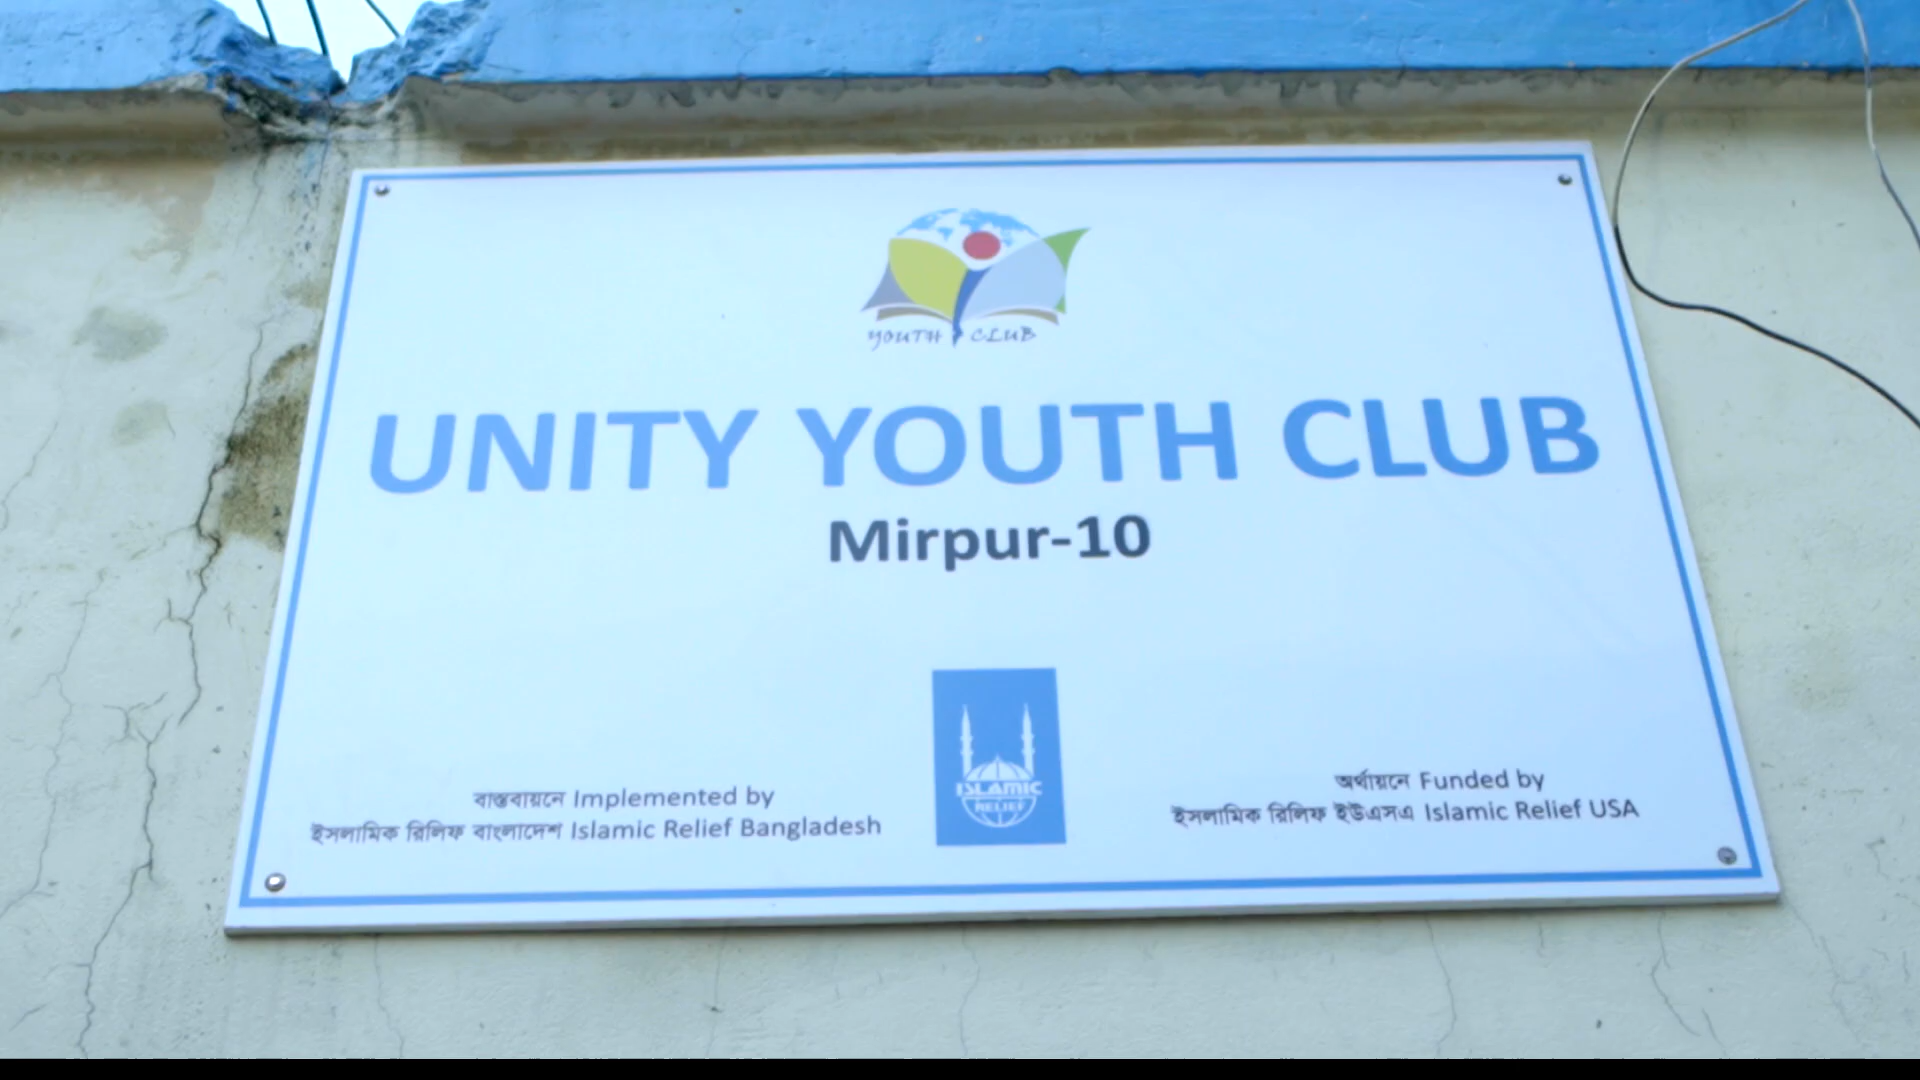 YOUTH CLUB
UNITY YOUTH CLUB
Mirpur-10
ISLAMIC
RELIEF
বাস্তবায়নে Implemented by
ইসলামিক রিলিফ বাংলাদেশ Islamic Relief Bangladesh
অর্থায়নে Funded by
ইসলামিক রিলিফ ইউএসএ Islamic Relief USA